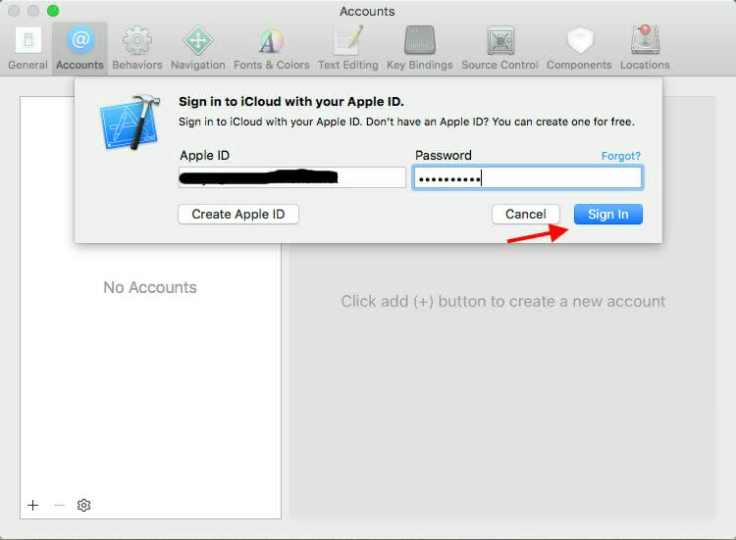 Accounts
General Accounts Behaviors Navigation Fonts & Colors Text Editing Key Bindings Source Control Components Locations
Sign in to iCloud with your Apple ID.
Sign in to iCloud with your Apple ID. Don't have an Apple ID? You can create one for free.
Apple ID Password Forgot?
Create Apple ID Cancel Sign In
No Accounts
Click add (+) button to create a new account